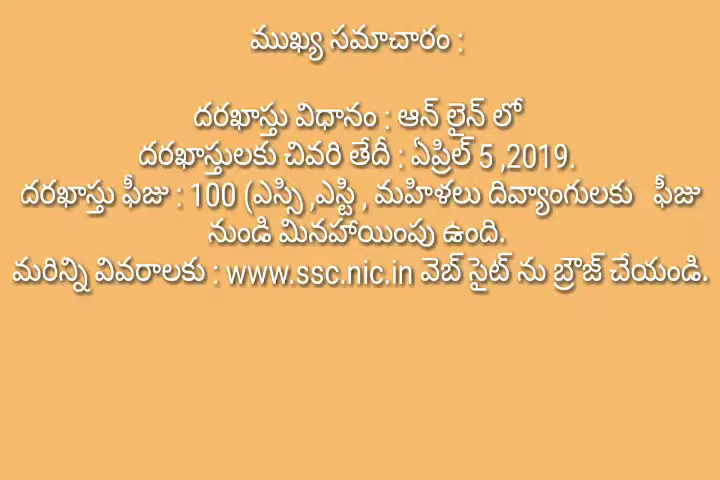 ముఖ్య సమాచారం :
దరఖాస్తు విధానం : ఆన్ లైన్ లో
దరఖాస్తులకు చివరి తేదీ : ఏప్రిల్ 5 ,2019.
దరఖాస్తు ఫీజు : 100 (ఎస్సి ,ఎస్టి , మహిళలు దివ్యాంగులకు ఫీజు
నుండి మినహాయింపు ఉంది.
మరిన్ని వివరాలకు : www.ssc.nic.in వెబ్ సైట్ ను బ్రౌజ్ చేయండి.